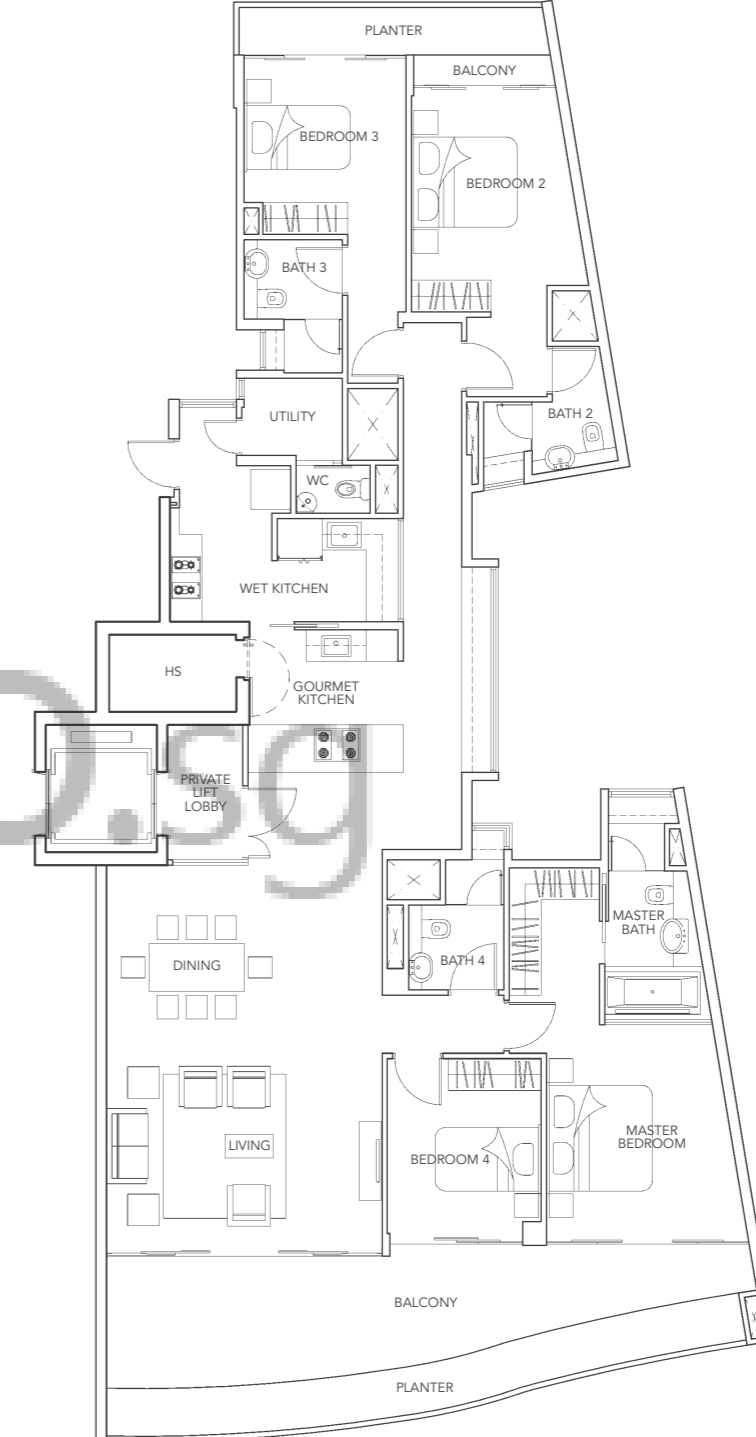 PLANTER
BALCONY
BEDROOM 3
BEDROOM 2
BATH 3
BATH 2
UTILITY
WC
WET KITCHEN
HS
GOURMET
KITCHEN
PRIVATE
LIFT
LOBBY
MASTER
BATH
BATH 4
DINING
MASTER
BEDROOM
LIVING
BEDROOM 4
BALCONY
PLANTER
.sg